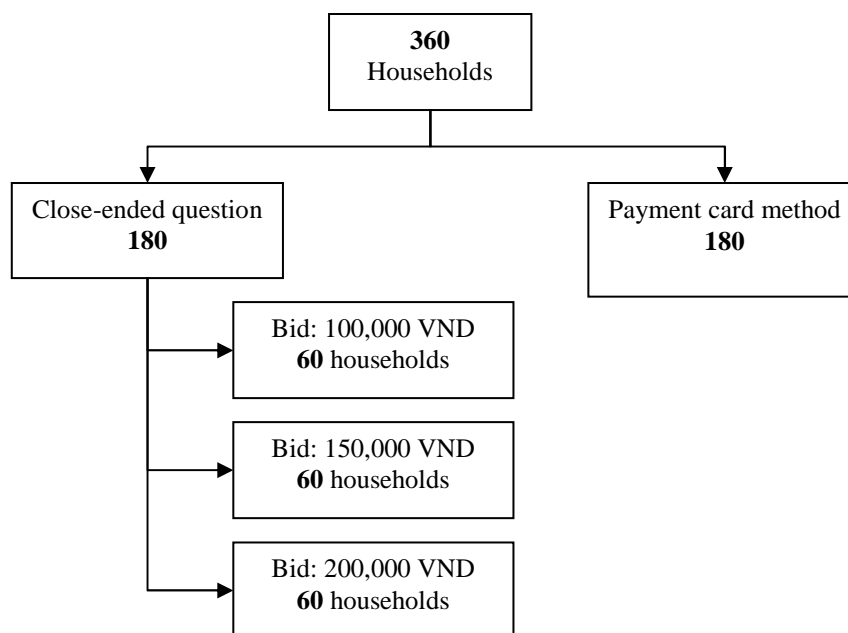 360
Households
Close-ended question
180
Payment card method
180
Bid: 100,000 VND
60 households
Bid: 150,000 VND
60 households
Bid: 200,000 VND
60 households